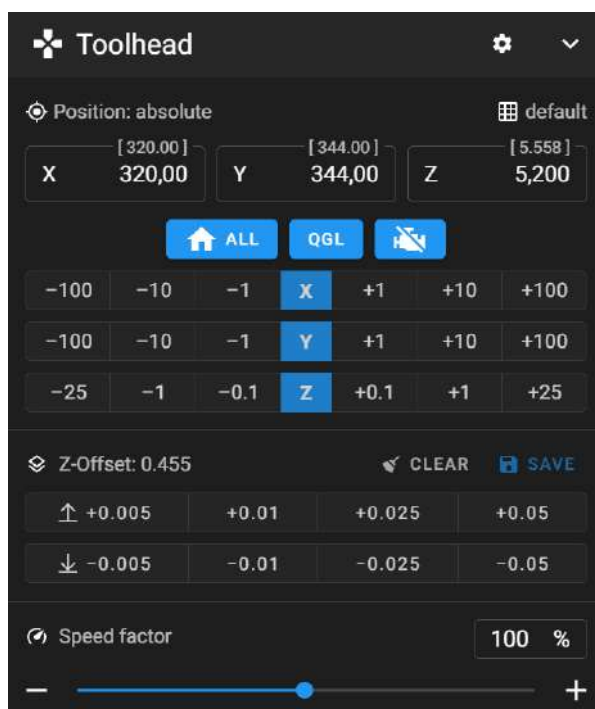 Toolhead
Position: absolute default
[ 320.00 ] [ 344.00 ] [ 5.558 ]
X 320,00 Y 344,00 Z 5,200
ALL QGL
−100 −10 −1 X +1 +10 +100
−100 −10 −1 Y +1 +10 +100
−25 −1 −0.1 Z +0.1 +1 +25
Z-Offset: 0.455 CLEAR SAVE
+0.005 +0.01 +0.025 +0.05
−0.005 −0.01 −0.025 −0.05
Speed factor 100 %
− +